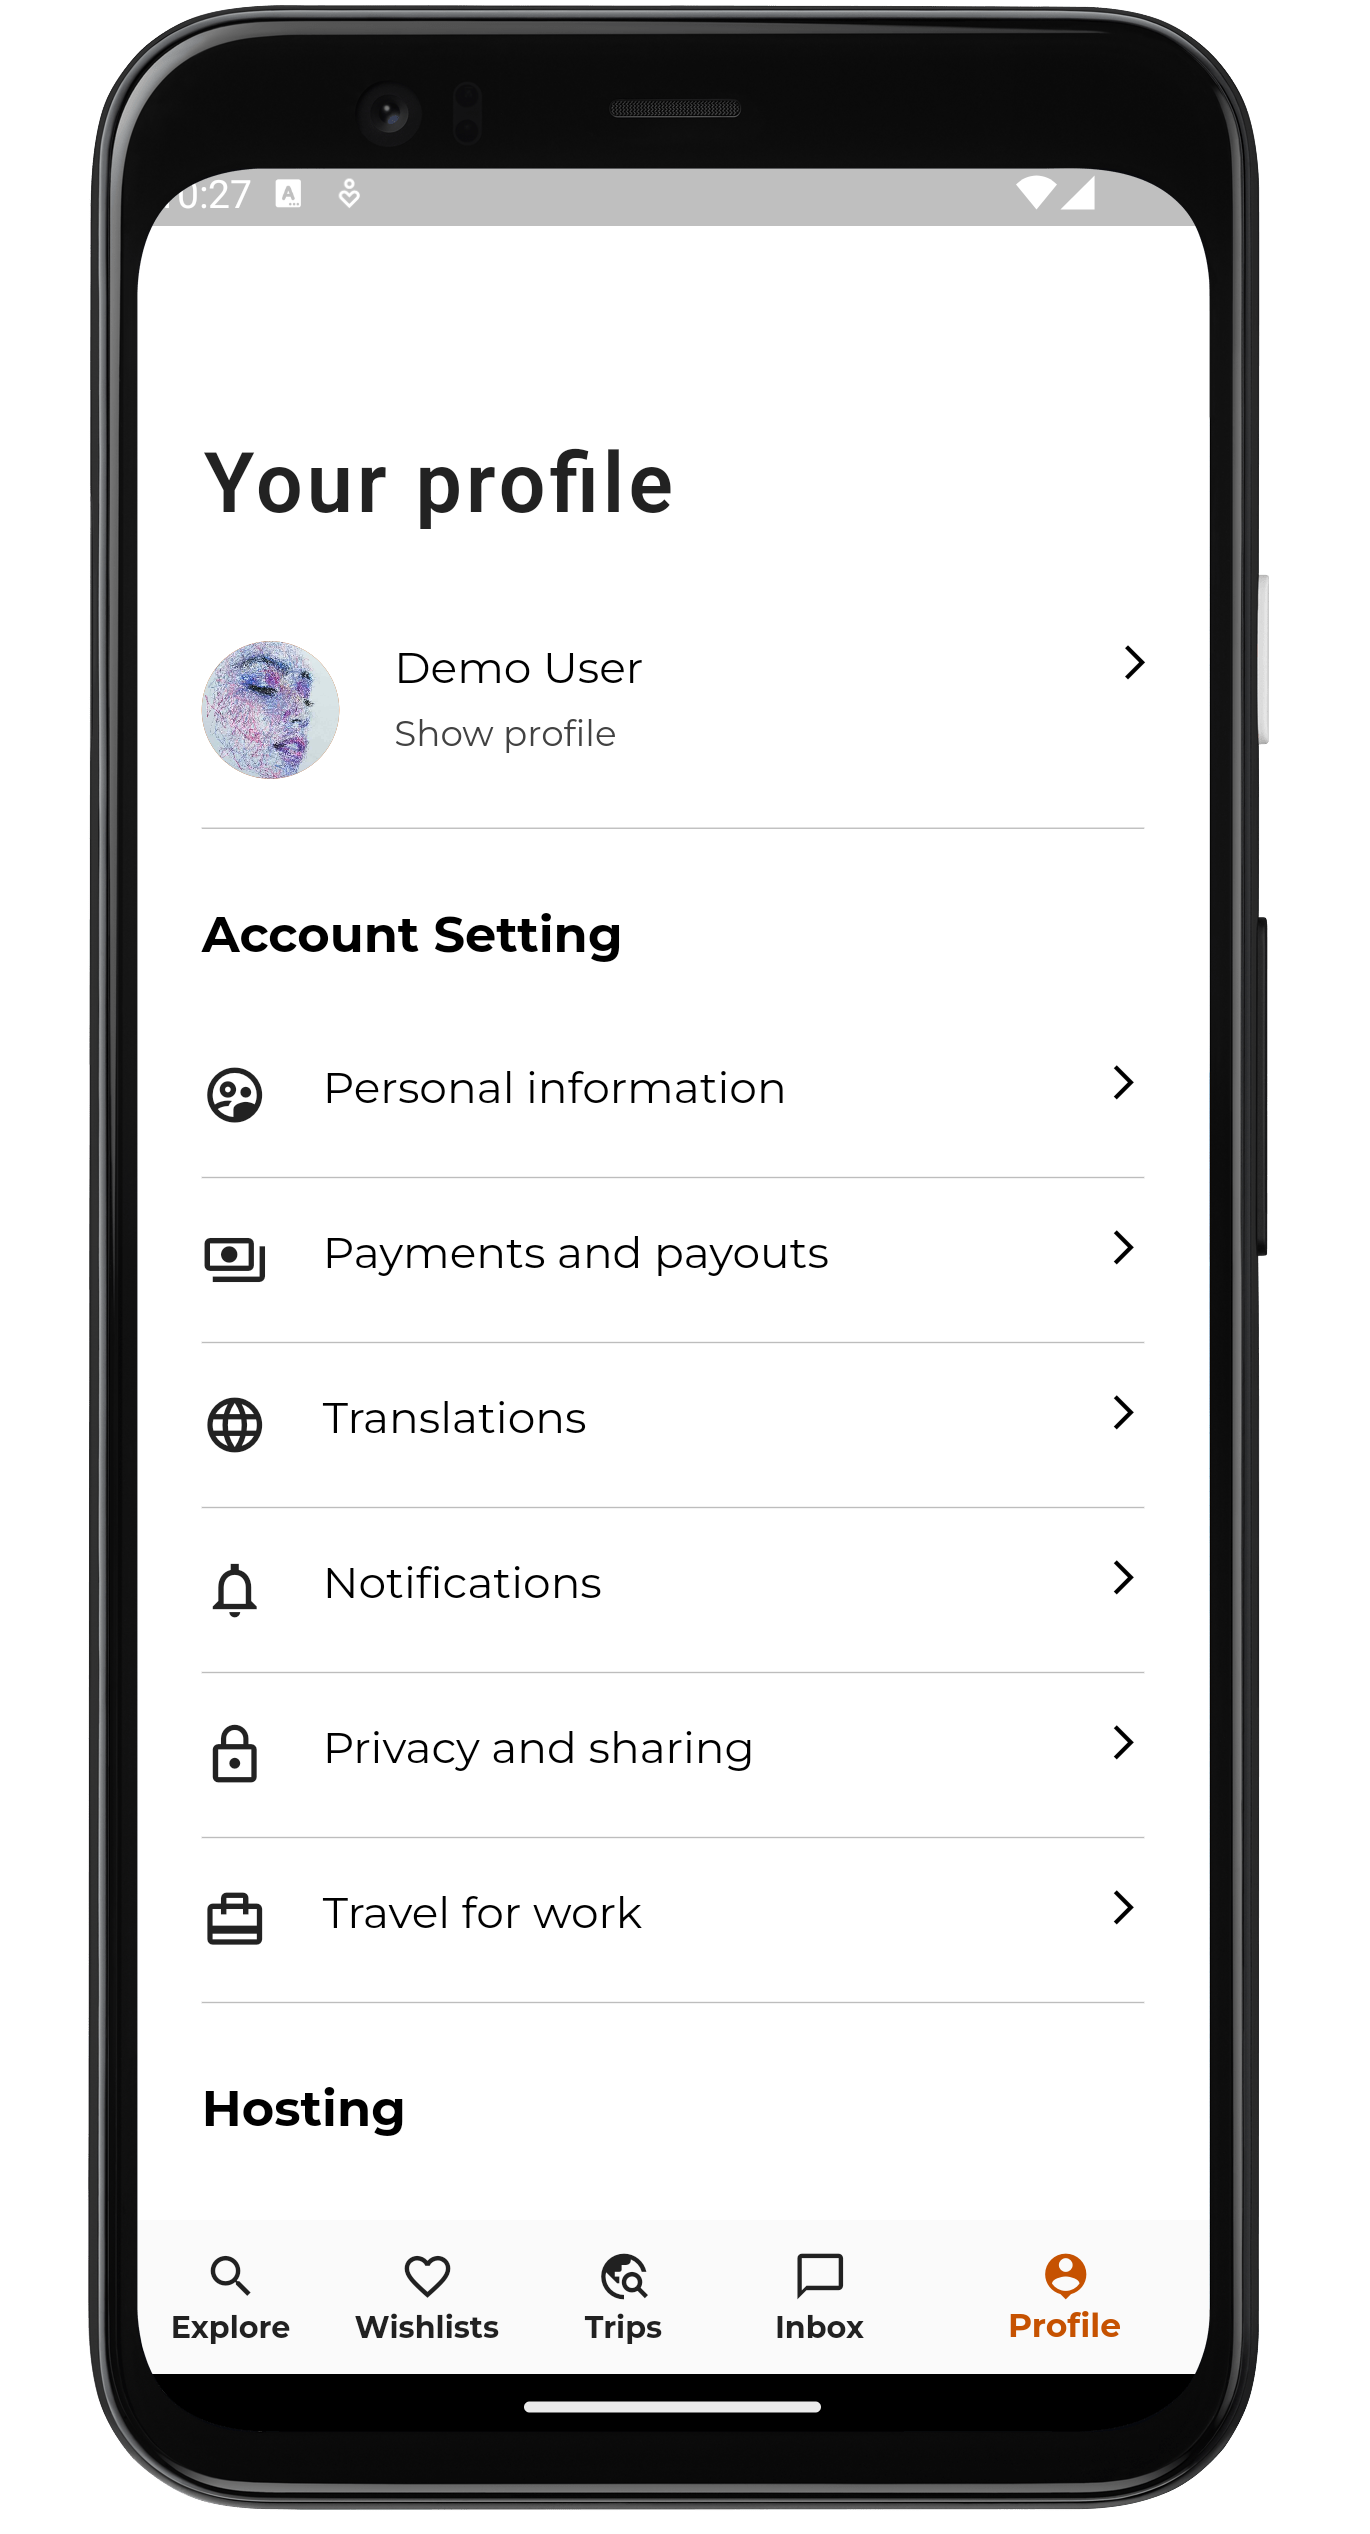 0:27
Your profile
Demo User
Show profile
Account Setting
Personal information
Payments and payouts
Translations
Notifications
Privacy and sharing
Travel for work
Hosting
Explore Wishlists Trips Inbox Profile